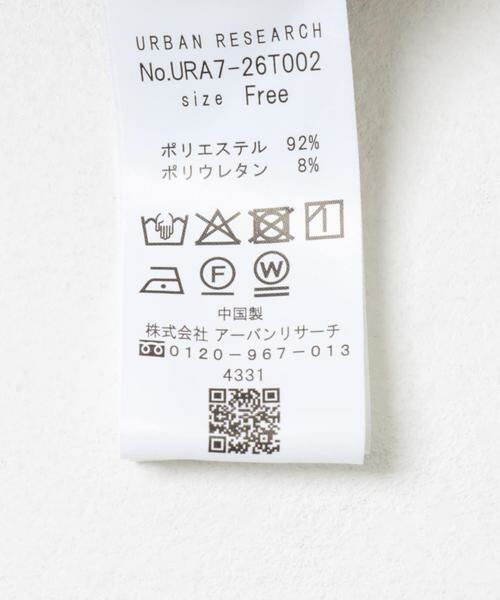 URBAN RESEARCH
No.URA7-26T002
size Free
ポリエステル 92%
ポリウレタン 8%
F W
中国製
株式会社 アーバンリサーチ
0120-967-013
4331